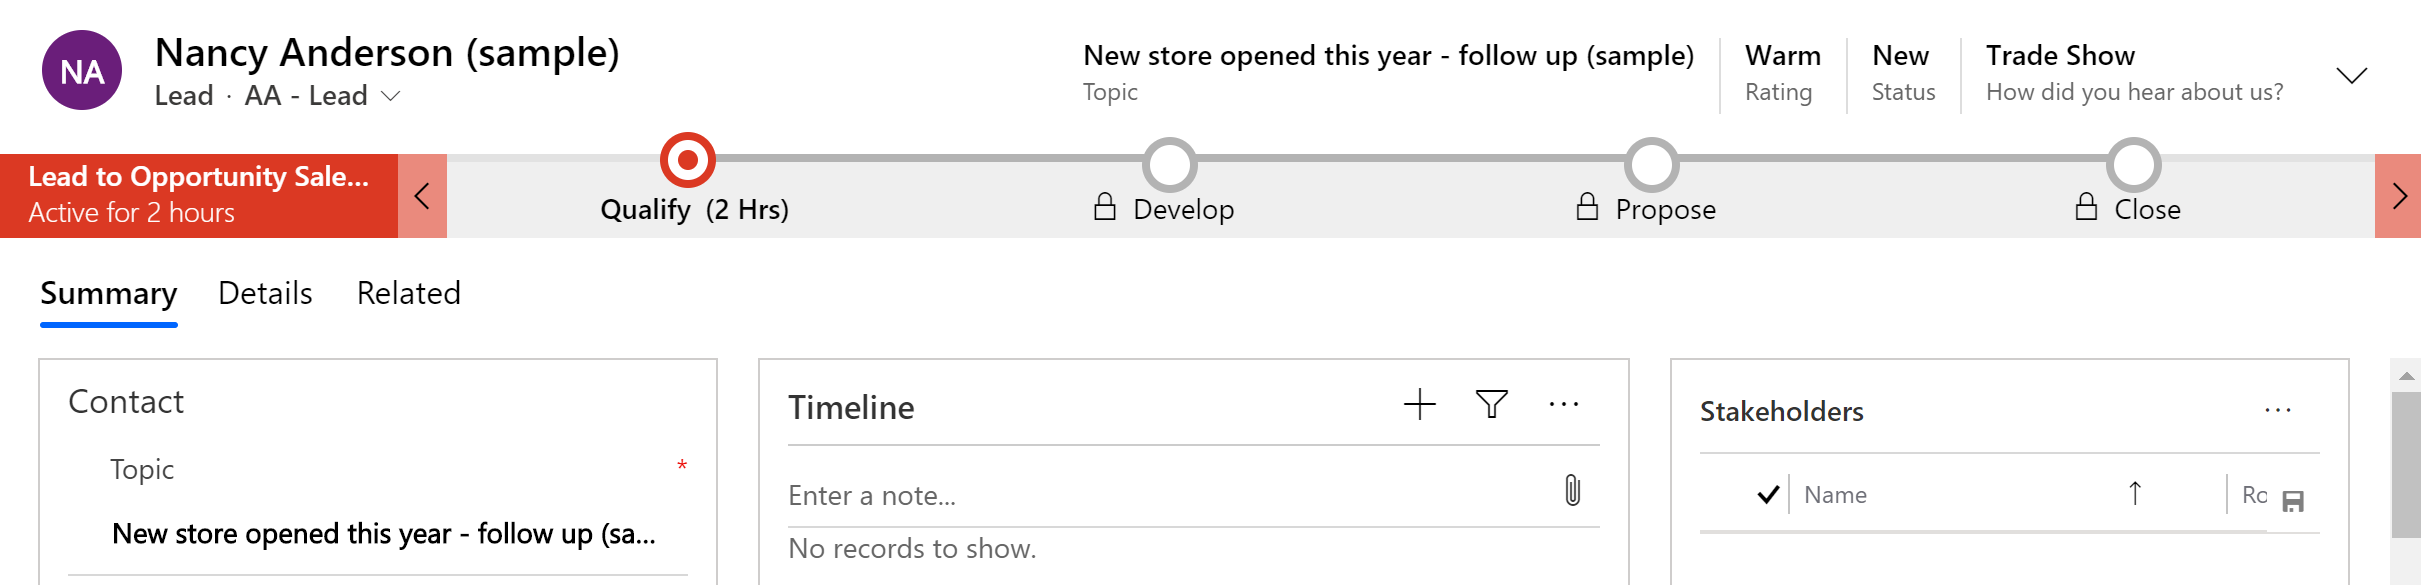 NA
Nancy Anderson (sample)
Lead · AA - Lead
New store opened this year - follow up (sample)
Topic
Warm
Rating
New
Status
Trade Show
How did you hear about us?
Lead to Opportunity Sale...
Active for 2 hours
Qualify (2 Hrs)
Develop
Propose
Close
Summary Details Related
Contact
Topic *
New store opened this year - follow up (sa...
Timeline
Enter a note...
No records to show.
Stakeholders
Name
Ro